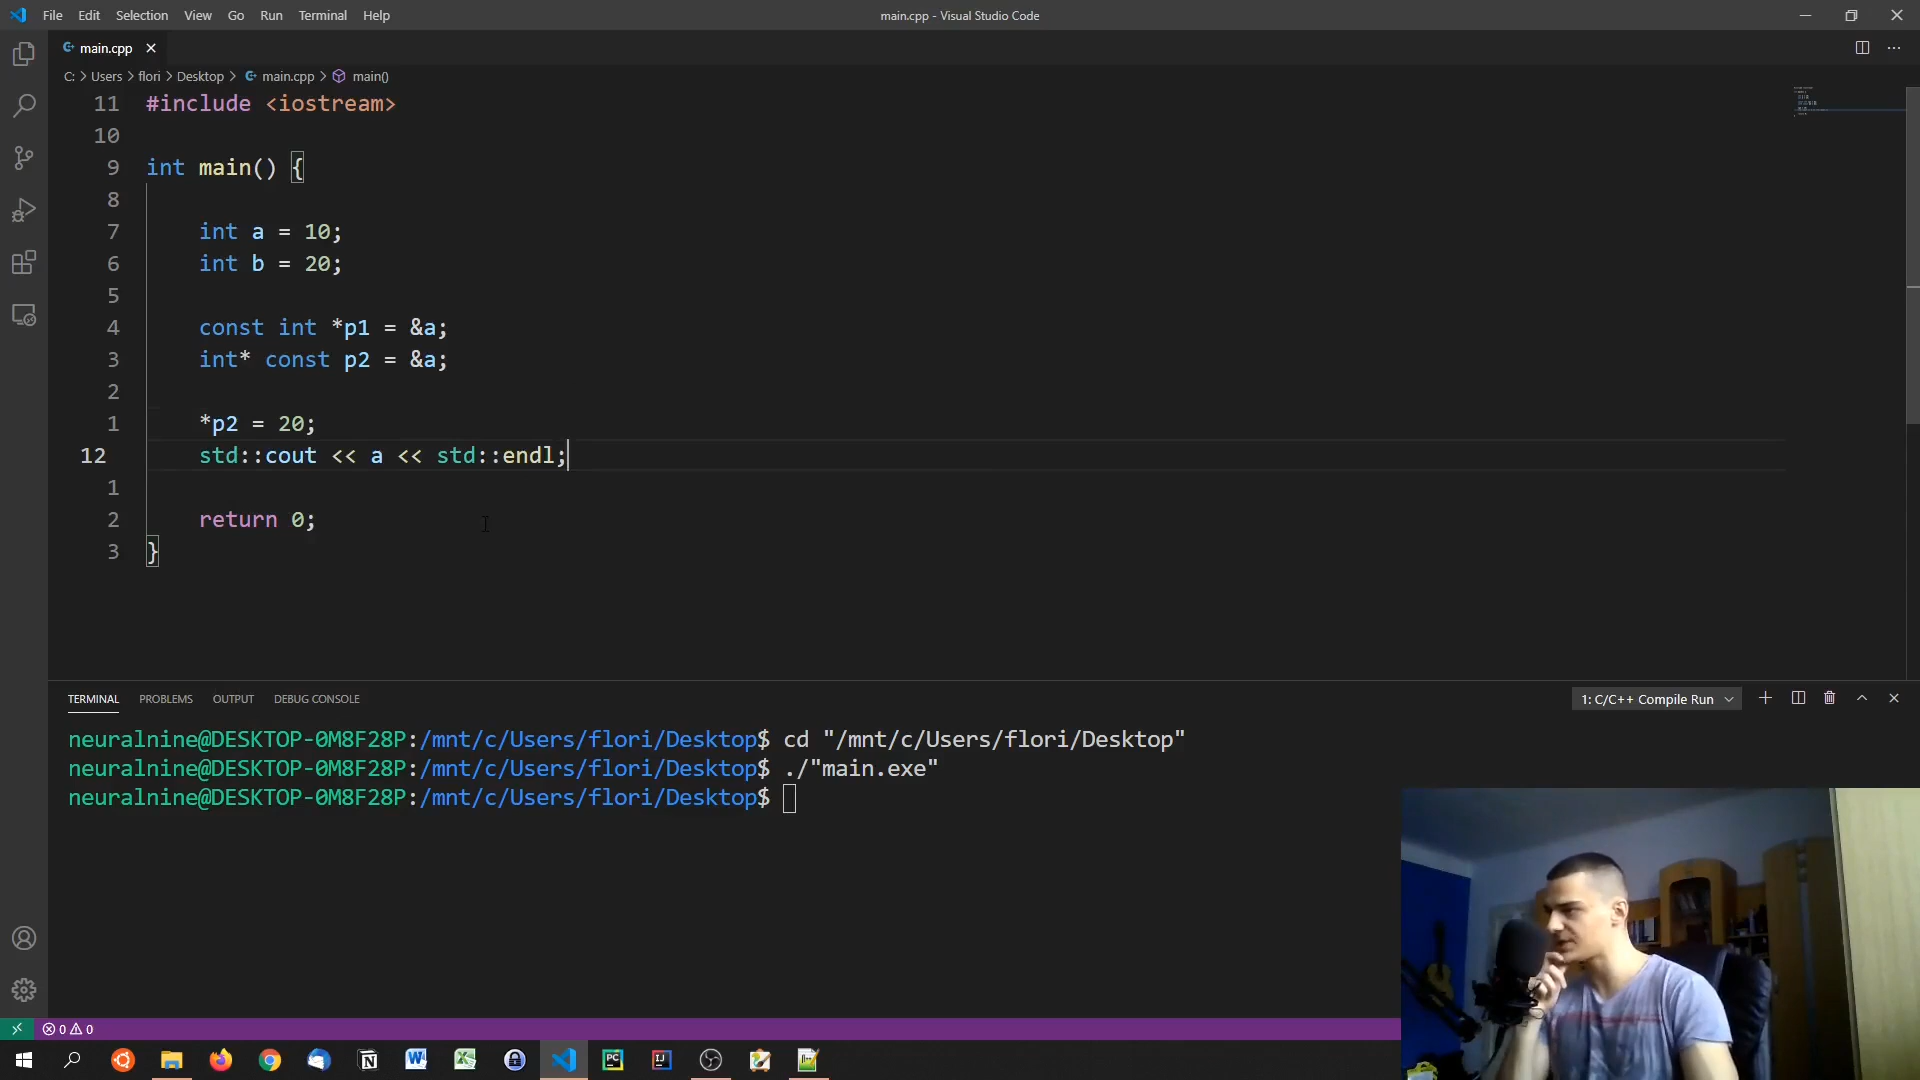 File Edit Selection View Go Run Terminal Help
main.cpp - Visual Studio Code
main.cpp
C: > Users > flori > Desktop > main.cpp > main()
11 #include <iostream>
10
9 int main() {
8
7 int a = 10;
6 int b = 20;
5
4 const int *p1 = &a;
3 int* const p2 = &a;
2
1 *p2 = 20;
12 std::cout << a << std::endl;
1
2 return 0;
3 }
TERMINAL PROBLEMS OUTPUT DEBUG CONSOLE
1: C/C++ Compile Run
neuralnine@DESKTOP-0M8F28P:/mnt/c/Users/flori/Desktop$ cd "/mnt/c/Users/flori/Desktop"
neuralnine@DESKTOP-0M8F28P:/mnt/c/Users/flori/Desktop$ ./"main.exe"
neuralnine@DESKTOP-0M8F28P:/mnt/c/Users/flori/Desktop$
0 0